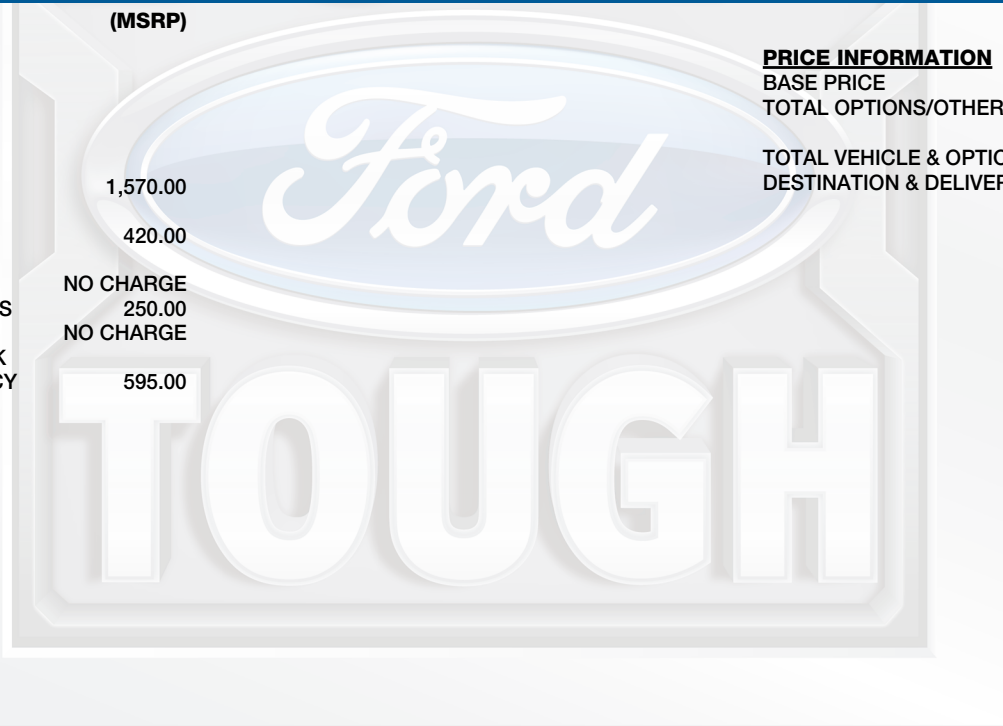 (MSRP)
1,570.00
420.00
NO CHARGE
S 250.00
NO CHARGE
K
CY 595.00
PRICE INFORMATION
BASE PRICE
TOTAL OPTIONS/OTHER
TOTAL VEHICLE & OPTIO
DESTINATION & DELIVER
Ford
TOUGH